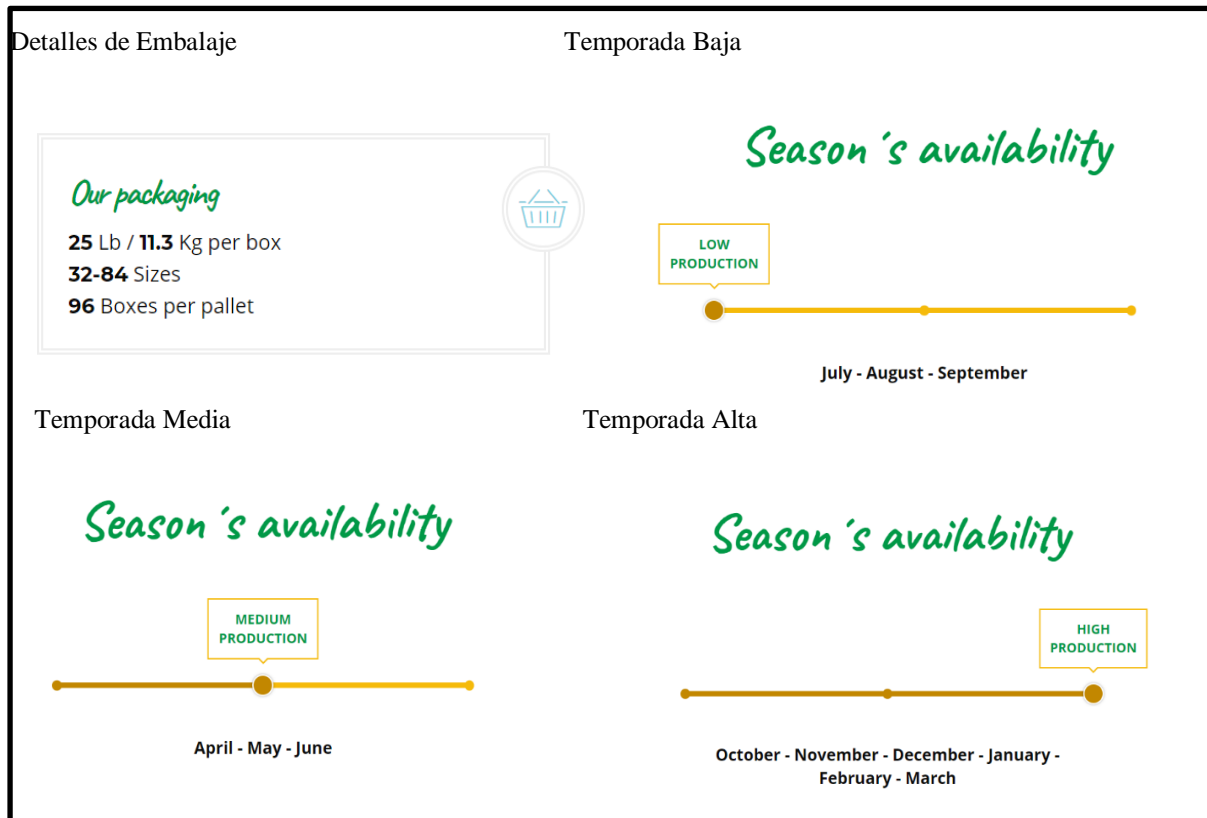 Detalles de Embalaje
Our packaging
25 Lb / 11.3 Kg per box
32-84 Sizes
96 Boxes per pallet
Temporada Baja
Season´s availability
LOW
PRODUCTION
July - August - September
Temporada Media
Season´s availability
MEDIUM
PRODUCTION
April - May - June
Temporada Alta
Season´s availability
HIGH
PRODUCTION
October - November - December - January -
February - March